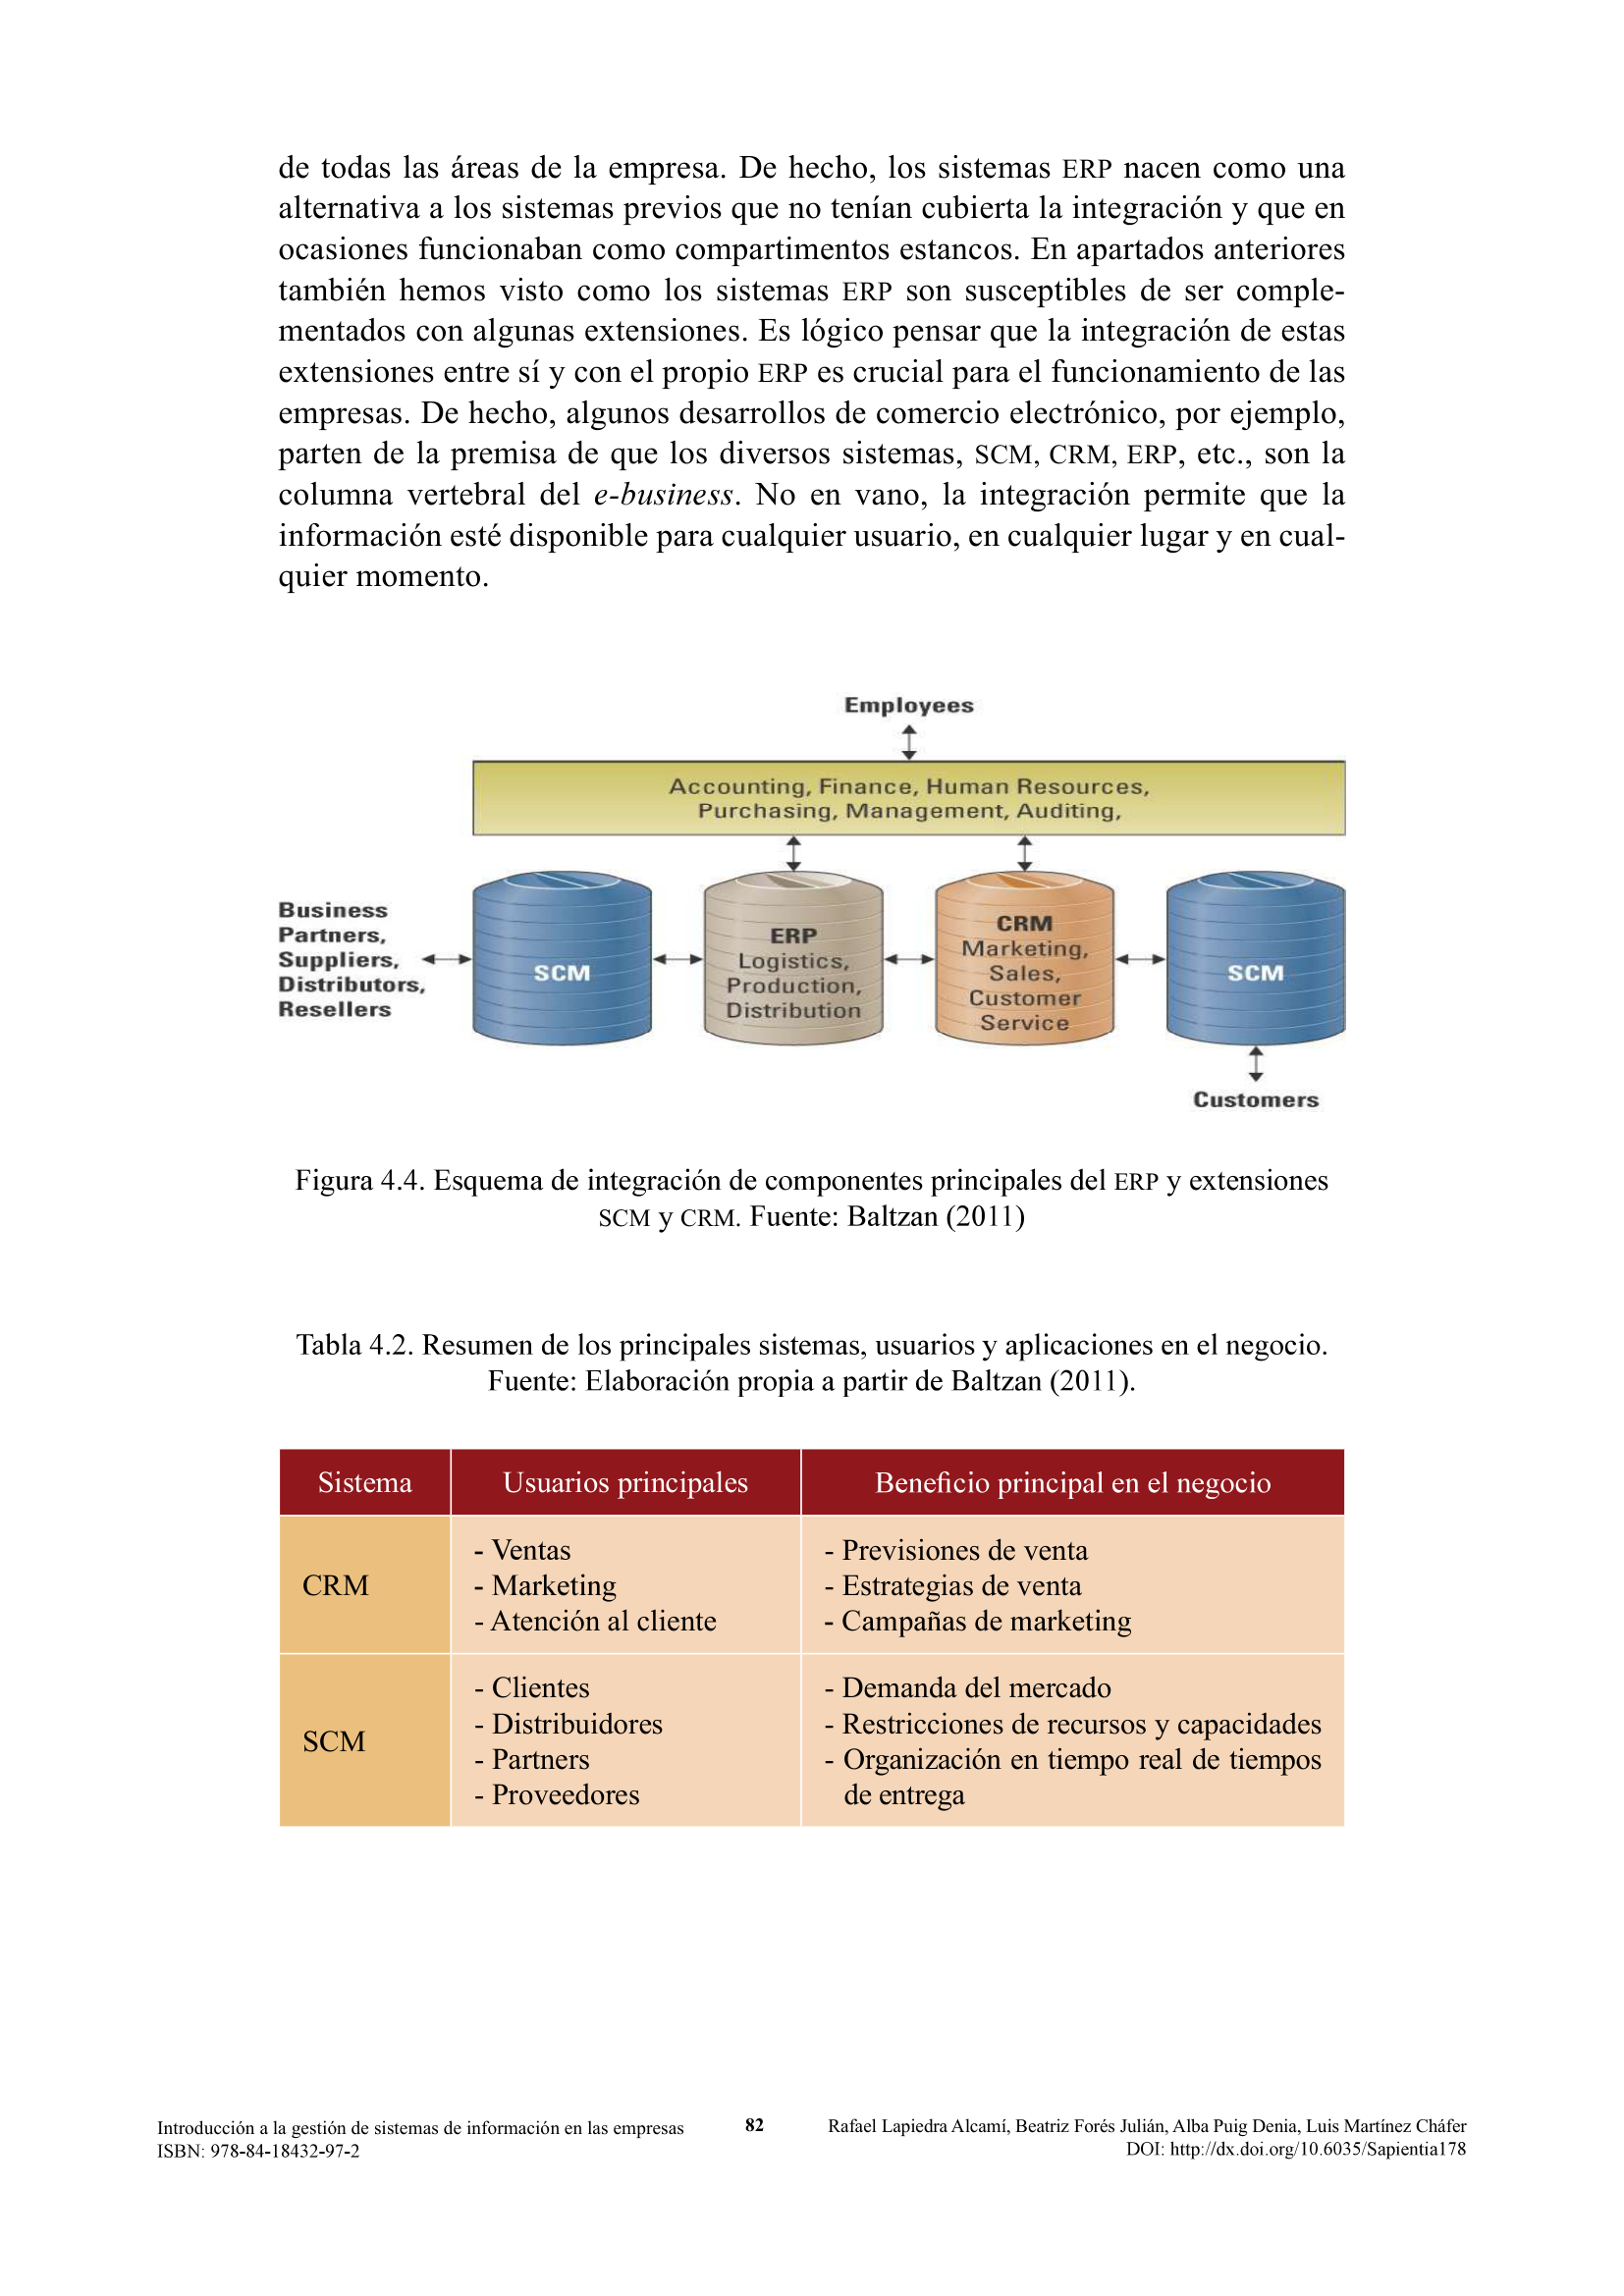 de todas las áreas de la empresa. De hecho, los sistemas ERP nacen como una
alternativa a los sistemas previos que no tenían cubierta la integración y que en
ocasiones funcionaban como compartimentos estancos. En apartados anteriores
también hemos visto como los sistemas ERP son susceptibles de ser comple-
mentados con algunas extensiones. Es lógico pensar que la integración de estas
extensiones entre sí y con el propio ERP es crucial para el funcionamiento de las
empresas. De hecho, algunos desarrollos de comercio electrónico, por ejemplo,
parten de la premisa de que los diversos sistemas, SCM, CRM, ERP, etc., son la
columna vertebral del e-business. No en vano, la integración permite que la
información esté disponible para cualquier usuario, en cualquier lugar y en cual-
quier momento.
Employees
Accounting, Finance, Human Resources,
Purchasing, Management, Auditing,
Business
Partners,
Suppliers,
Distributors,
Resellers
SCM
ERP
Logistics,
Production,
Distribution
CRM
Marketing,
Sales,
Customer
Service
SCM
Customers
Figura 4.4. Esquema de integración de componentes principales del ERP y extensiones
SCM y CRM. Fuente: Baltzan (2011)
Tabla 4.2. Resumen de los principales sistemas, usuarios y aplicaciones en el negocio.
Fuente: Elaboración propia a partir de Baltzan (2011).
Sistema
Usuarios principales
Beneficio principal en el negocio
CRM
- Ventas
- Marketing
- Atención al cliente
- Previsiones de venta
- Estrategias de venta
- Campañas de marketing
SCM
- Clientes
- Distribuidores
- Partners
- Proveedores
- Demanda del mercado
- Restricciones de recursos y capacidades
- Organización en tiempo real de tiempos
de entrega
Introducción a la gestión de sistemas de información en las empresas
ISBN: 978-84-18432-97-2
82
Rafael Lapiedra Alcamí, Beatriz Forés Julián, Alba Puig Denia, Luis Martínez Cháfer
DOI: http://dx.doi.org/10.6035/Sapientia178